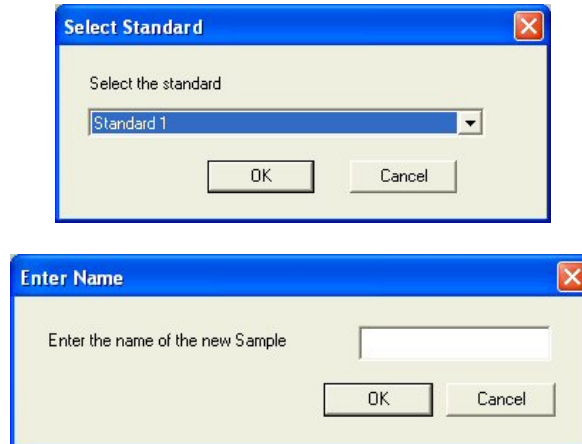 Select Standard
Select the standard
Standard 1
OK Cancel
Enter Name
Enter the name of the new Sample
OK Cancel